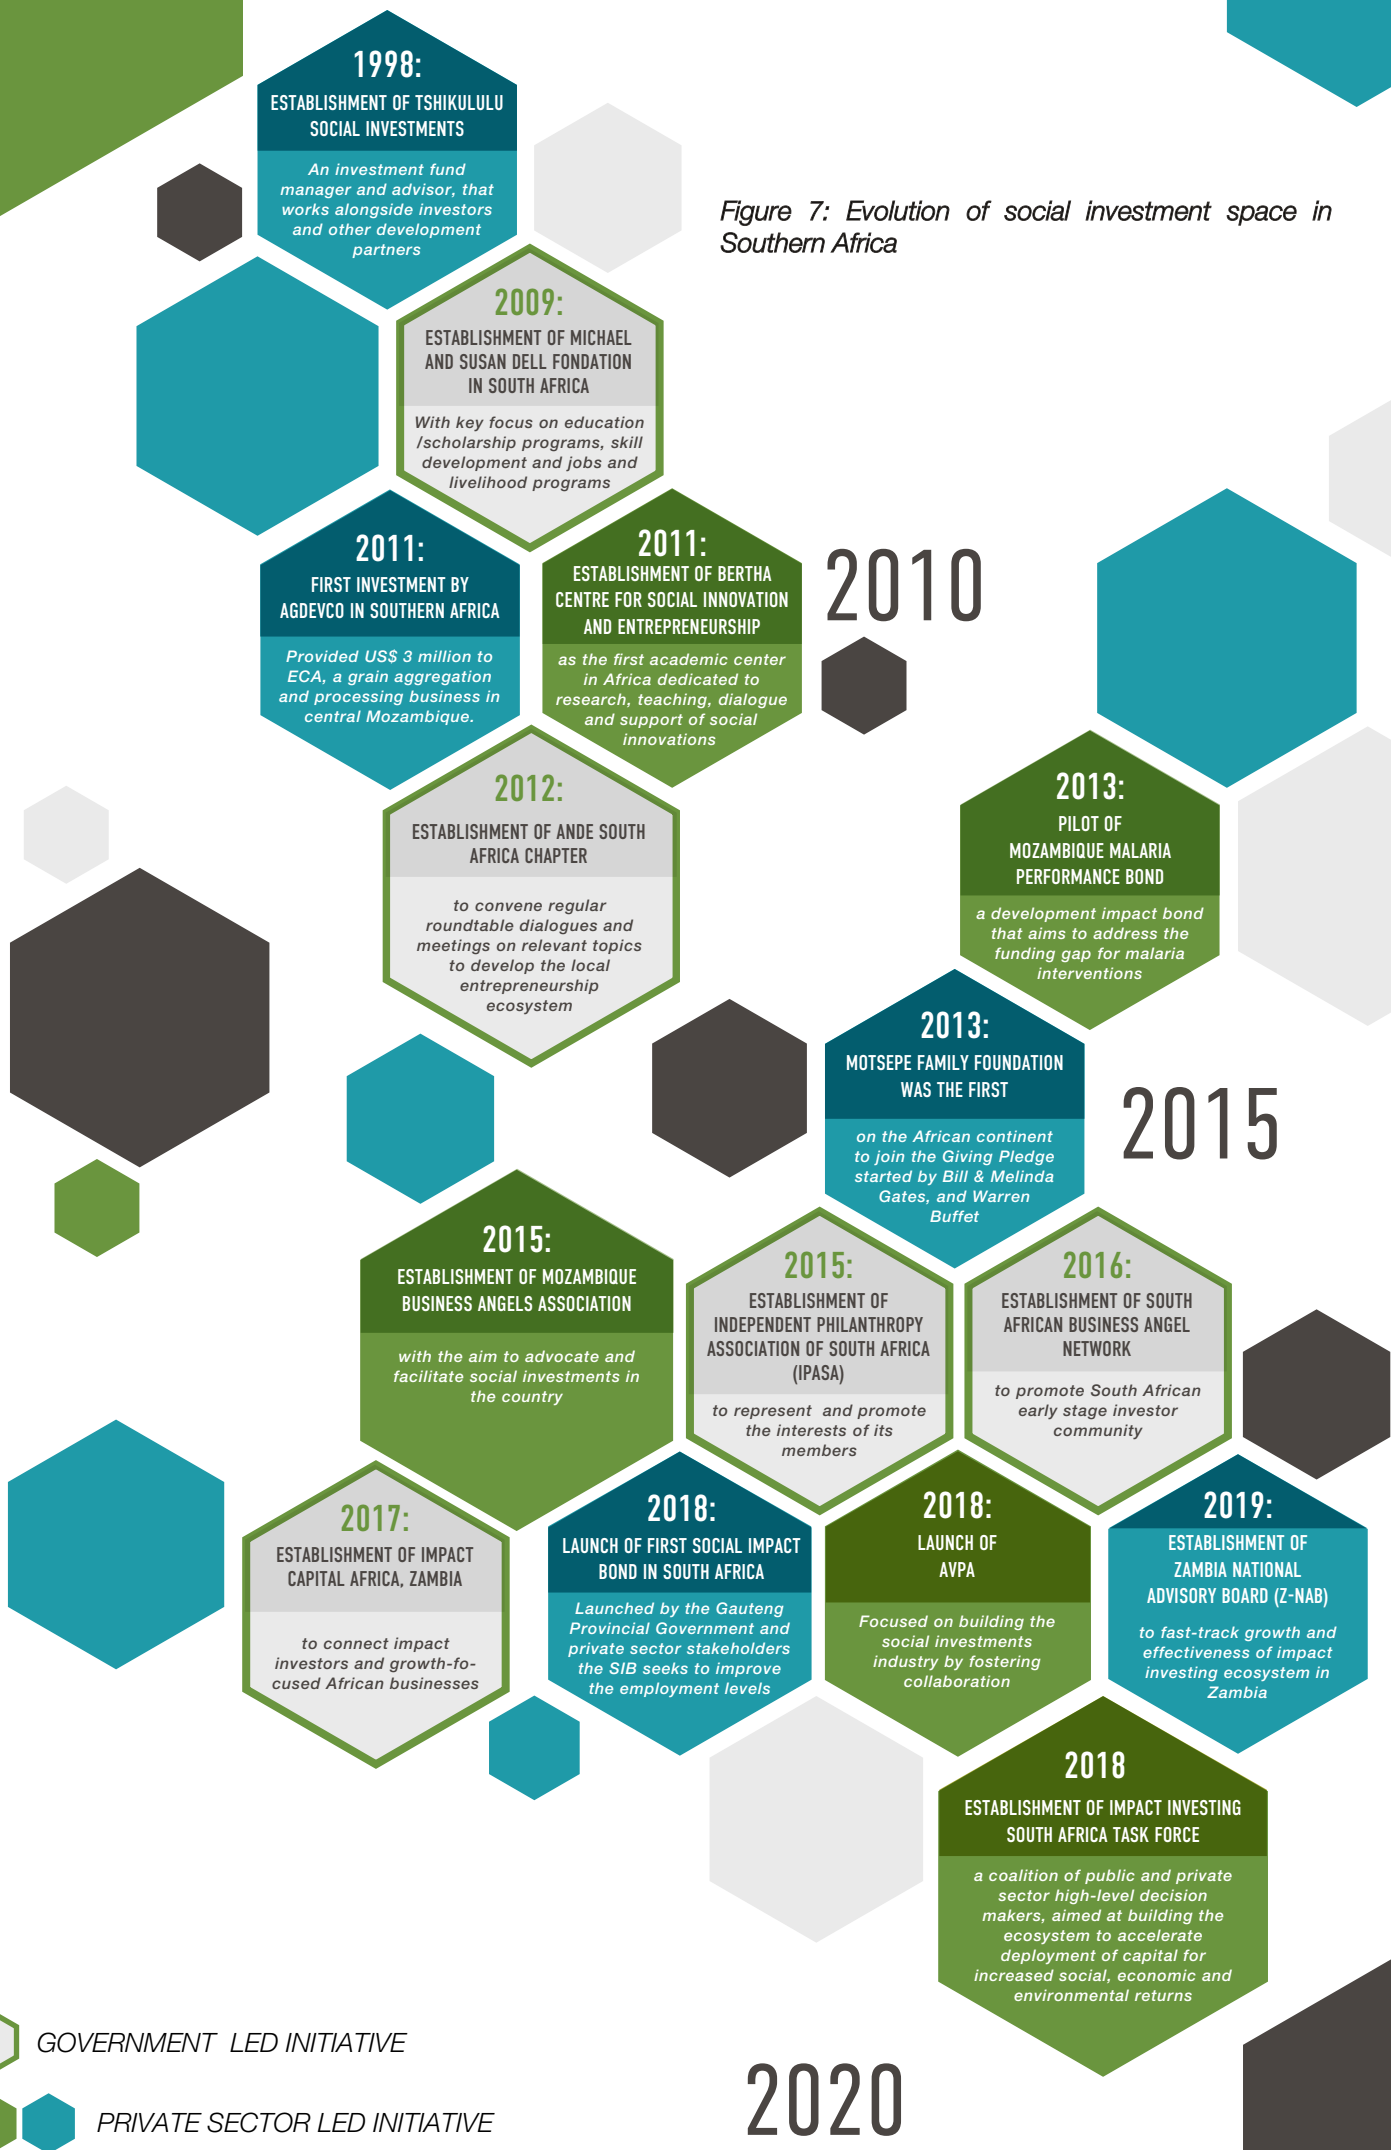 1998:
ESTABLISHMENT OF TSHIKULULU
SOCIAL INVESTMENTS
An investment fund
manager and advisor, that
works alongside investors
and other development
partners
Figure 7: Evolution of social investment space in
Southern Africa
2009:
ESTABLISHMENT OF MICHAEL
AND SUSAN DELL FONDATION
IN SOUTH AFRICA
With key focus on education
/scholarship programs, skill
development and jobs and
livelihood programs
2011:
FIRST INVESTMENT BY
AGDEVCO IN SOUTHERN AFRICA
Provided US$ 3 million to
ECA, a grain aggregation
and processing business in
central Mozambique.
2011:
ESTABLISHMENT OF BERTHA
CENTRE FOR SOCIAL INNOVATION
AND ENTREPRENEURSHIP
as the first academic center
in Africa dedicated to
research, teaching, dialogue
and support of social
innovations
2010
2012:
ESTABLISHMENT OF ANDE SOUTH
AFRICA CHAPTER
to convene regular
roundtable dialogues and
meetings on relevant topics
to develop the local
entrepreneurship
ecosystem
2013:
PILOT OF
MOZAMBIQUE MALARIA
PERFORMANCE BOND
a development impact bond
that aims to address the
funding gap for malaria
interventions
2013:
MOTSEPE FAMILY FOUNDATION
WAS THE FIRST
on the African continent
to join the Giving Pledge
started by Bill & Melinda
Gates, and Warren
Buffet
2015
2015:
ESTABLISHMENT OF MOZAMBIQUE
BUSINESS ANGELS ASSOCIATION
with the aim to advocate and
facilitate social investments in
the country
2015:
ESTABLISHMENT OF
INDEPENDENT PHILANTHROPY
ASSOCIATION OF SOUTH AFRICA
(IPASA)
to represent and promote
the interests of its
members
2016:
ESTABLISHMENT OF SOUTH
AFRICAN BUSINESS ANGEL
NETWORK
to promote South African
early stage investor
community
2017:
ESTABLISHMENT OF IMPACT
CAPITAL AFRICA, ZAMBIA
to connect impact
investors and growth-fo-
cused African businesses
2018:
LAUNCH OF FIRST SOCIAL IMPACT
BOND IN SOUTH AFRICA
Launched by the Gauteng
Provincial Government and
private sector stakeholders
the SIB seeks to improve
the employment levels
2018:
LAUNCH OF
AVPA
Focused on building the
social investments
industry by fostering
collaboration
2019:
ESTABLISHMENT OF
ZAMBIA NATIONAL
ADVISORY BOARD (Z-NAB)
to fast-track growth and
effectiveness of impact
investing ecosystem in
Zambia
2018
ESTABLISHMENT OF IMPACT INVESTING
SOUTH AFRICA TASK FORCE
a coalition of public and private
sector high-level decision
makers, aimed at building the
ecosystem to accelerate
deployment of capital for
increased social, economic and
environmental returns
GOVERNMENT LED INITIATIVE
PRIVATE SECTOR LED INITIATIVE
2020